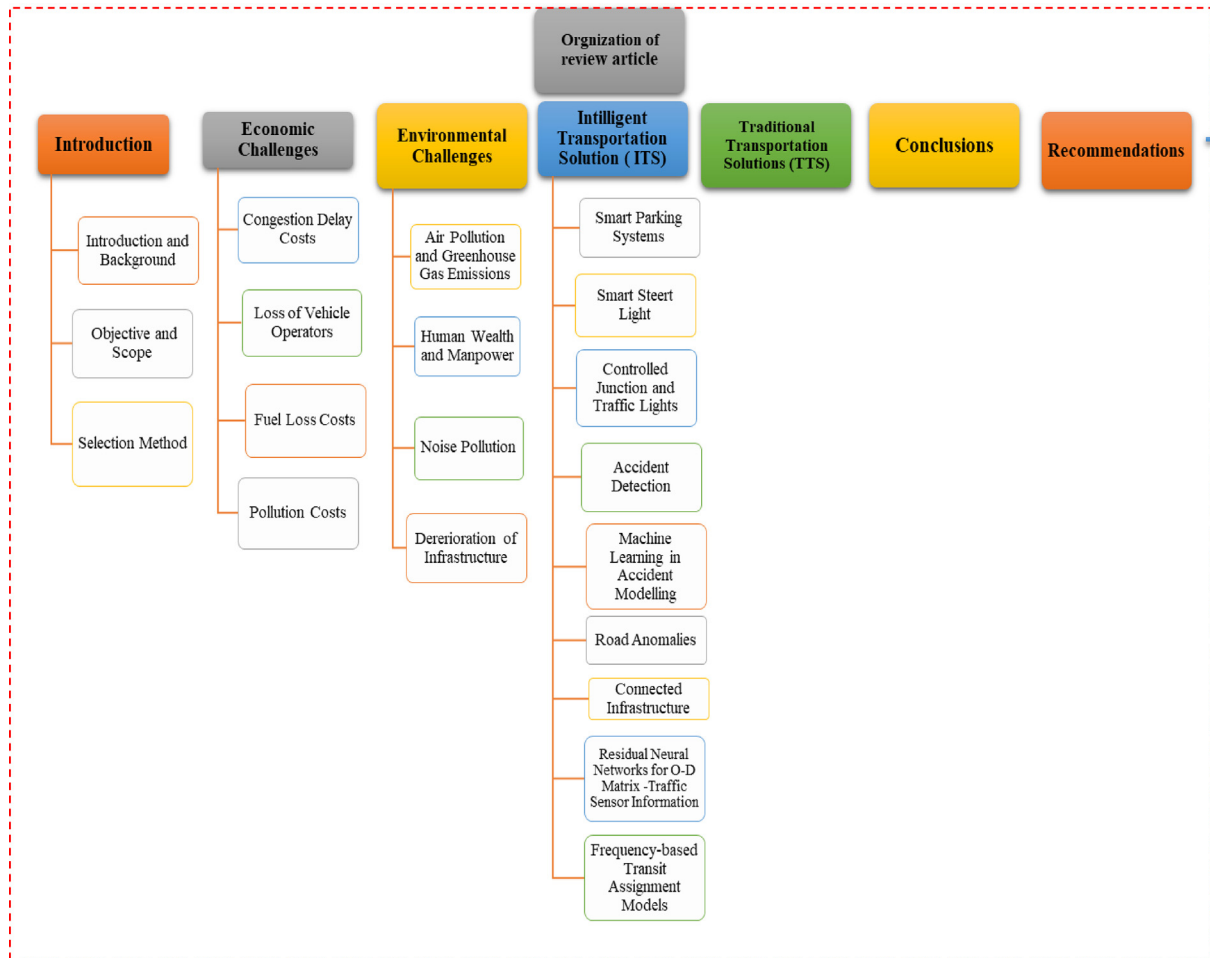 Orgnization of
review article
Introduction
Introduction and
Background
Objective and
Scope
Selection Method
Economic
Challenges
Congestion Delay
Costs
Loss of Vehicle
Operators
Fuel Loss Costs
Pollution Costs
Environmental
Challenges
Air Pollution
and Greenhouse
Gas Emissions
Human Wealth
and Manpower
Noise Pollution
Dererioration of
Infrastructure
Intilligent
Transportation
Solution ( ITS)
Smart Parking
Systems
Smart Steert
Light
Controlled
Junction and
Traffic Lights
Accident
Detection
Machine
Learning in
Accident
Modelling
Road Anomalies
Connected
Infrastructure
Residual Neural
Networks for O-D
Matrix -Traffic
Sensor Information
Frequency-based
Transit
Assignment
Models
Traditional
Transportation
Solutions (TTS)
Conclusions
Recommendations